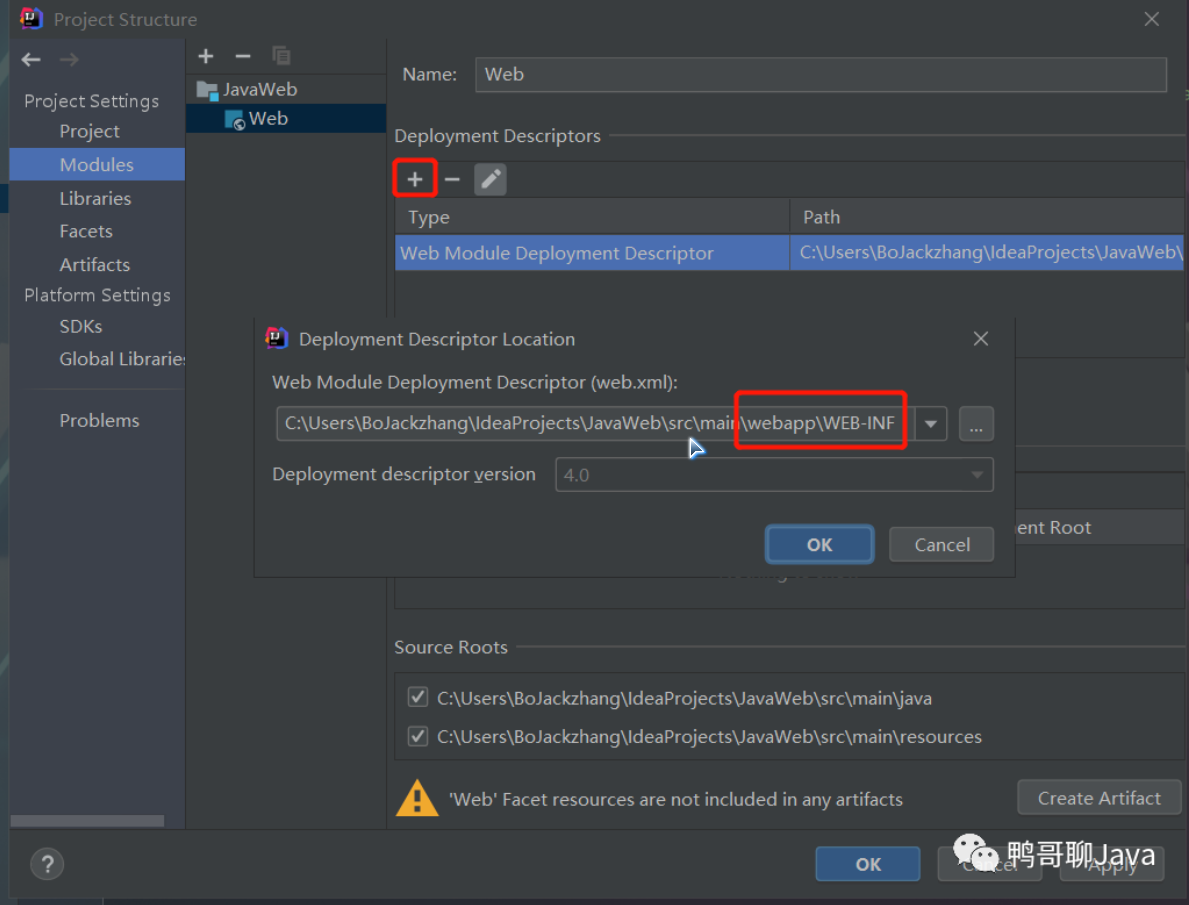 Project Structure
Project Settings
Project
Modules
Libraries
Facets
Artifacts
Platform Settings
SDKs
Global Libraries
Problems
JavaWeb
Web
Name: Web
Deployment Descriptors
Type Path
Web Module Deployment Descriptor C:\Users\BoJackzhang\IdeaProjects\JavaWeb\
Deployment Descriptor Location
Web Module Deployment Descriptor (web.xml):
C:\Users\BoJackzhang\IdeaProjects\JavaWeb\src\main\webapp\WEB-INF
...
Deployment descriptor version 4.0
OK Cancel
ent Root
Source Roots
C:\Users\BoJackzhang\IdeaProjects\JavaWeb\src\main\java
C:\Users\BoJackzhang\IdeaProjects\JavaWeb\src\main\resources
'Web' Facet resources are not included in any artifacts
Create Artifact
?
OK Cancel Apply
鸭哥聊Java